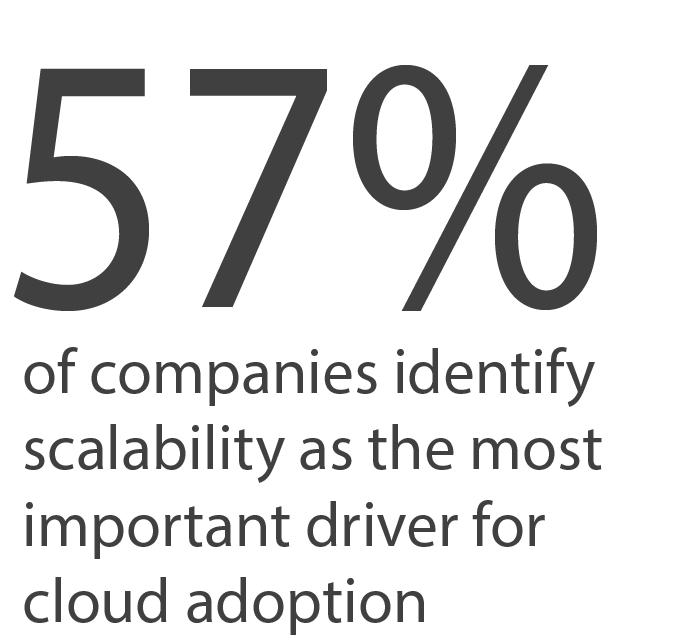 57%
of companies identify
scalability as the most
important driver for
cloud adoption